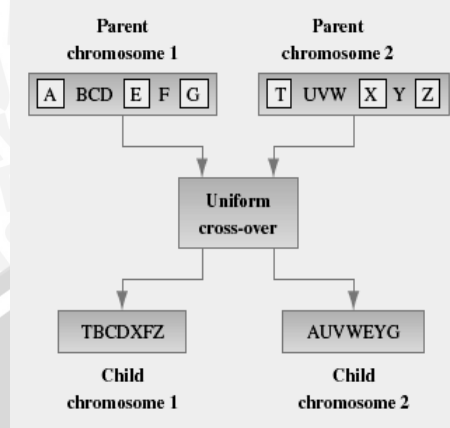 Parent
chromosome 1
Parent
chromosome 2
A BCD E F G
T UVW X Y Z
Uniform
cross-over
TBCDXFZ
AUVWEYG
Child
chromosome 1
Child
chromosome 2